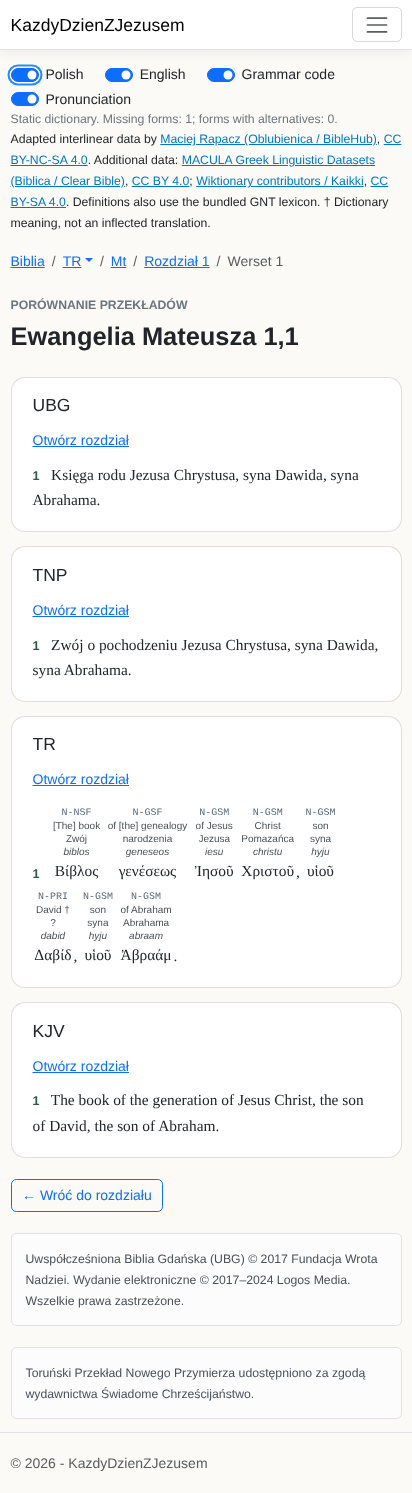 KazdyDzienZJezusem
Polish English Grammar code
Pronunciation
Static dictionary. Missing forms: 1; forms with alternatives: 0.
Adapted interlinear data by Maciej Rapacz (Oblubienica / BibleHub), CC
BY-NC-SA 4.0. Additional data: MACULA Greek Linguistic Datasets
(Biblica / Clear Bible), CC BY 4.0; Wiktionary contributors / Kaikki, CC
BY-SA 4.0. Definitions also use the bundled GNT lexicon. † Dictionary
meaning, not an inflected translation.
Biblia / TR / Mt / Rozdział 1 / Werset 1
PORÓWNANIE PRZEKŁADÓW
Ewangelia Mateusza 1,1
UBG
Otwórz rozdział
1 Księga rodu Jezusa Chrystusa, syna Dawida, syna
Abrahama.
TNP
Otwórz rozdział
1 Zwój o pochodzeniu Jezusa Chrystusa, syna Dawida,
syna Abrahama.
TR
Otwórz rozdział
N-NSF N-GSF N-GSM N-GSM N-GSM
[The] book of [the] genealogy of Jesus Christ son
Zwój narodzenia Jezusa Pomazańca syna
biblos geneseos iesu christu hyju
1 Βίβλος γενέσεως Ἰησοῦ Χριστοῦ, υἱοῦ
N-PRI N-GSM N-GSM
David † son of Abraham
? syna Abrahama
dabid hyju abraam
Δαβίδ, υἱοῦ Ἀβραάμ.
KJV
Otwórz rozdział
1 The book of the generation of Jesus Christ, the son
of David, the son of Abraham.
← Wróć do rozdziału
Uwspółcześniona Biblia Gdańska (UBG) © 2017 Fundacja Wrota
Nadziei. Wydanie elektroniczne © 2017–2024 Logos Media.
Wszelkie prawa zastrzeżone.
Toruński Przekład Nowego Przymierza udostępniono za zgodą
wydawnictwa Świadome Chrześcijaństwo.
© 2026 - KazdyDzienZJezusem